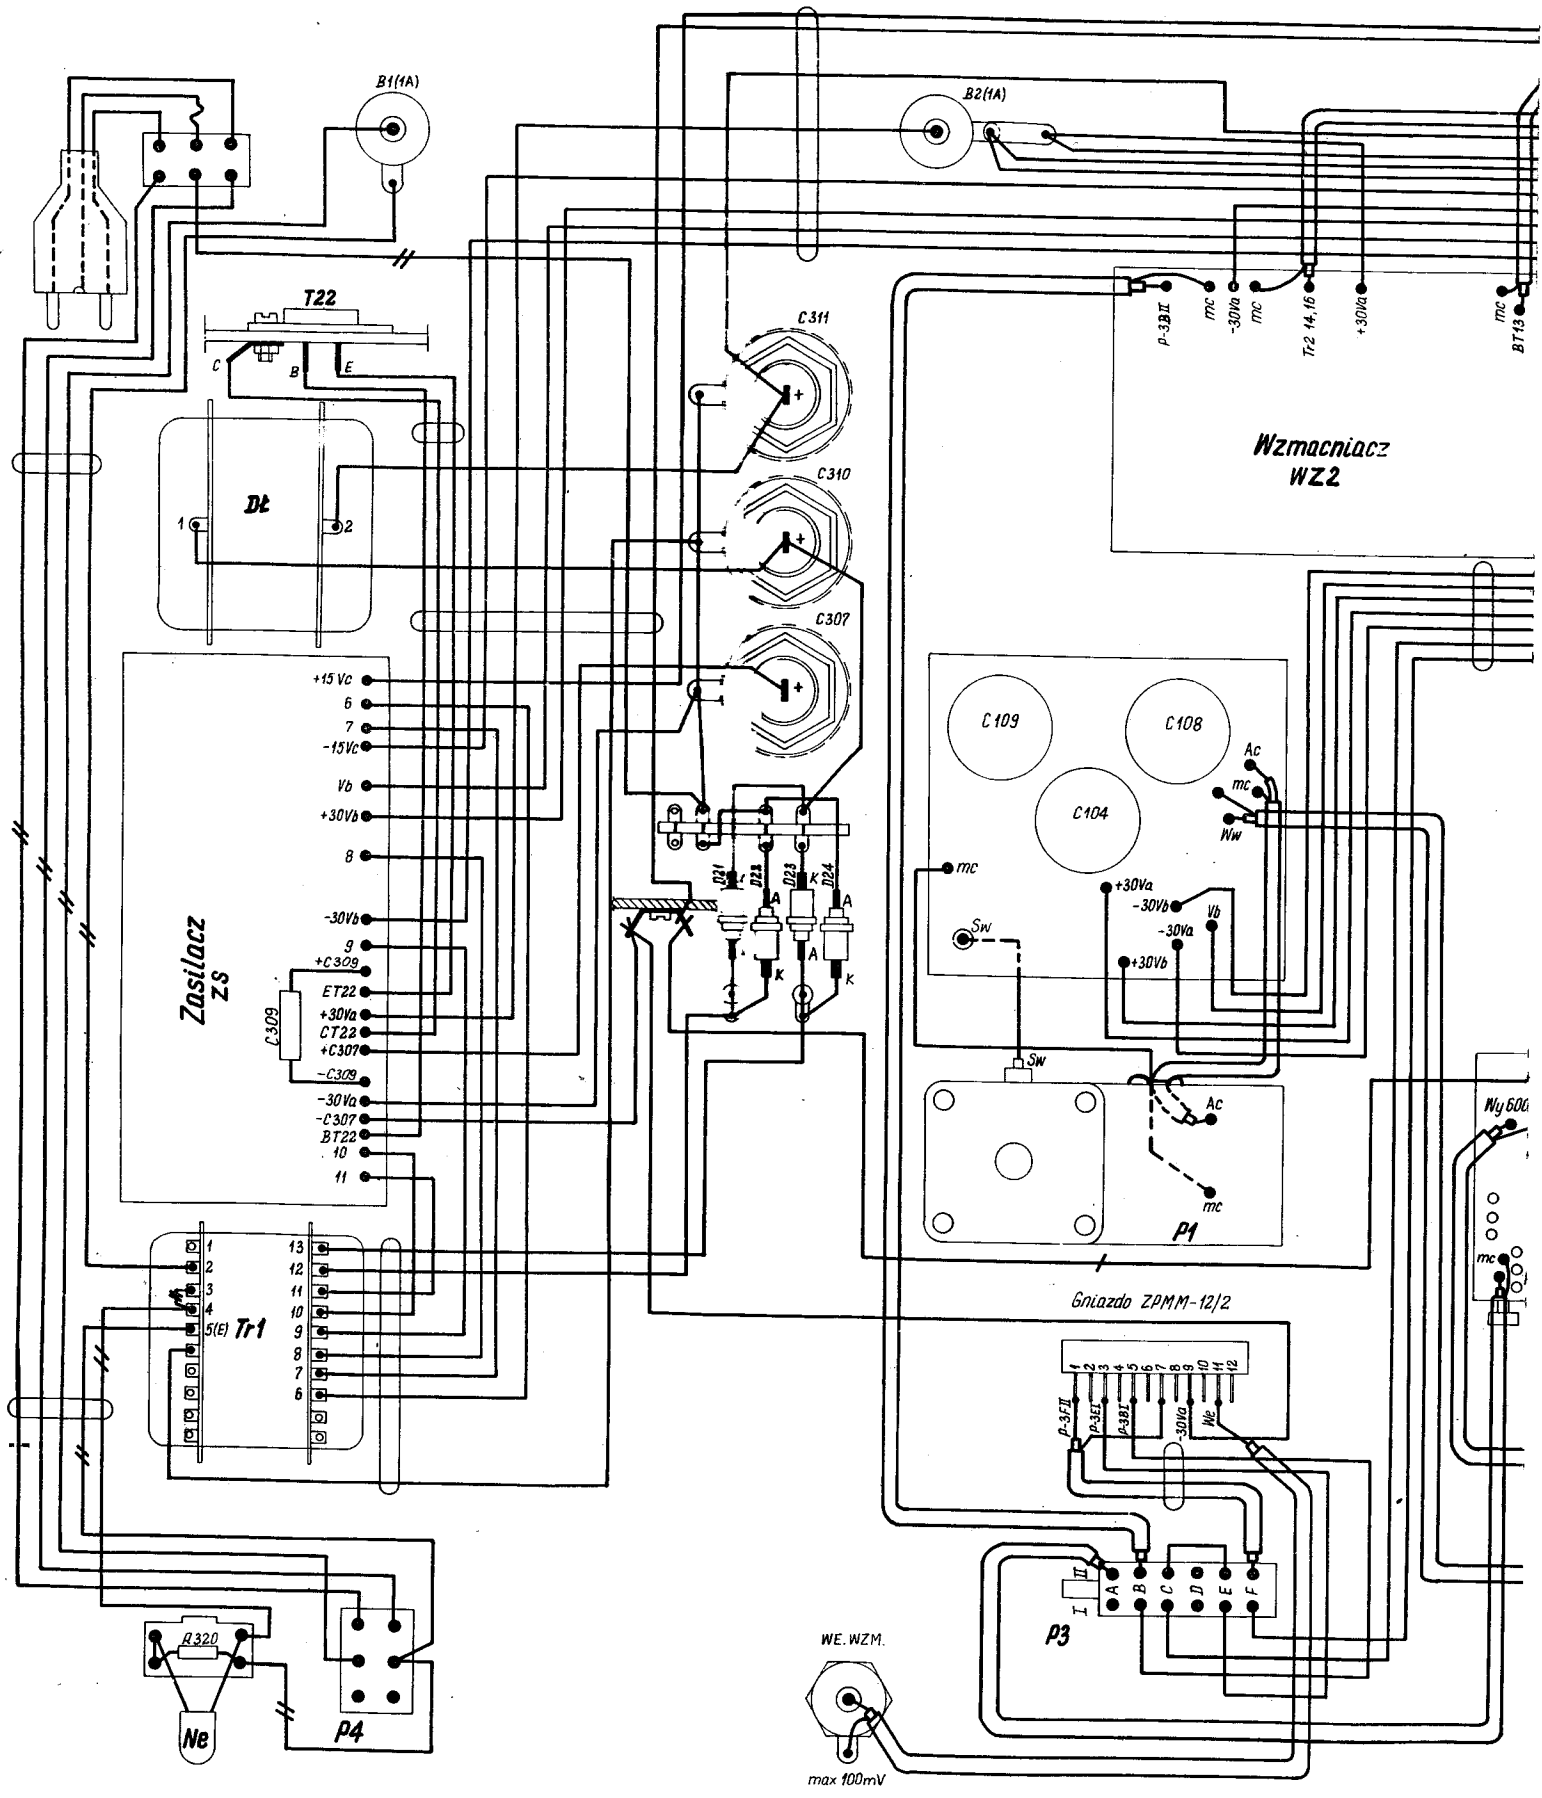 B1(1A)
B2(1A)
T22
C
B
E
C311
+
p-3BII
mc
-30Va
mc
Tr2 14,16
+30Va
mc
BT13
Wzmacniacz
WZ2
DŁ
1
2
C310
+
C307
+
+15Vc
6
7
-15Vc
Vb
+30Vb
8
-30Vb
9
+C309
ET22
+30Va
CT22
+C307
-C309
-30Va
-C307
BT22
10
11
Zasilacz
ZS
C309
D21
D22
D23
D24
K
A
A
A
K
K
C109
C108
C104
Ac
mc
Ww
mc
+30Va
-30Vb
Vb
-30Va
+30Vb
Sw
Sw
Ac
mc
P1
Wy 600
mc
1
2
3
4
5(E)
Tr1
13
12
11
10
9
8
7
6
Gniazdo ZPMM-12/2
1
2
3
4
5
6
7
8
9
10
11
12
p-3FII
p-3EI
p-3BI
-30Va
We
II
I
A
B
C
D
E
F
P3
R320
Ne
P4
WE. WZM.
max 100mV